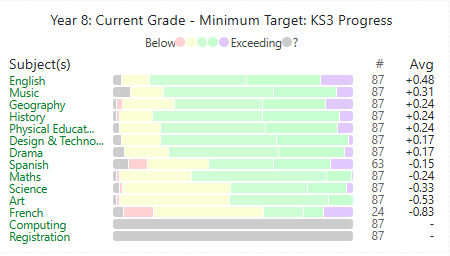 Year 8: Current Grade - Minimum Target: KS3 Progress
Below Exceeding ?
Subject(s) # Avg
English 87 +0.48
Music 87 +0.31
Geography 87 +0.24
History 87 +0.24
Physical Educat... 87 +0.24
Design & Techno... 87 +0.17
Drama 87 +0.17
Spanish 63 -0.15
Maths 87 -0.24
Science 87 -0.33
Art 87 -0.53
French 24 -0.83
Computing 87 -
Registration 87 -